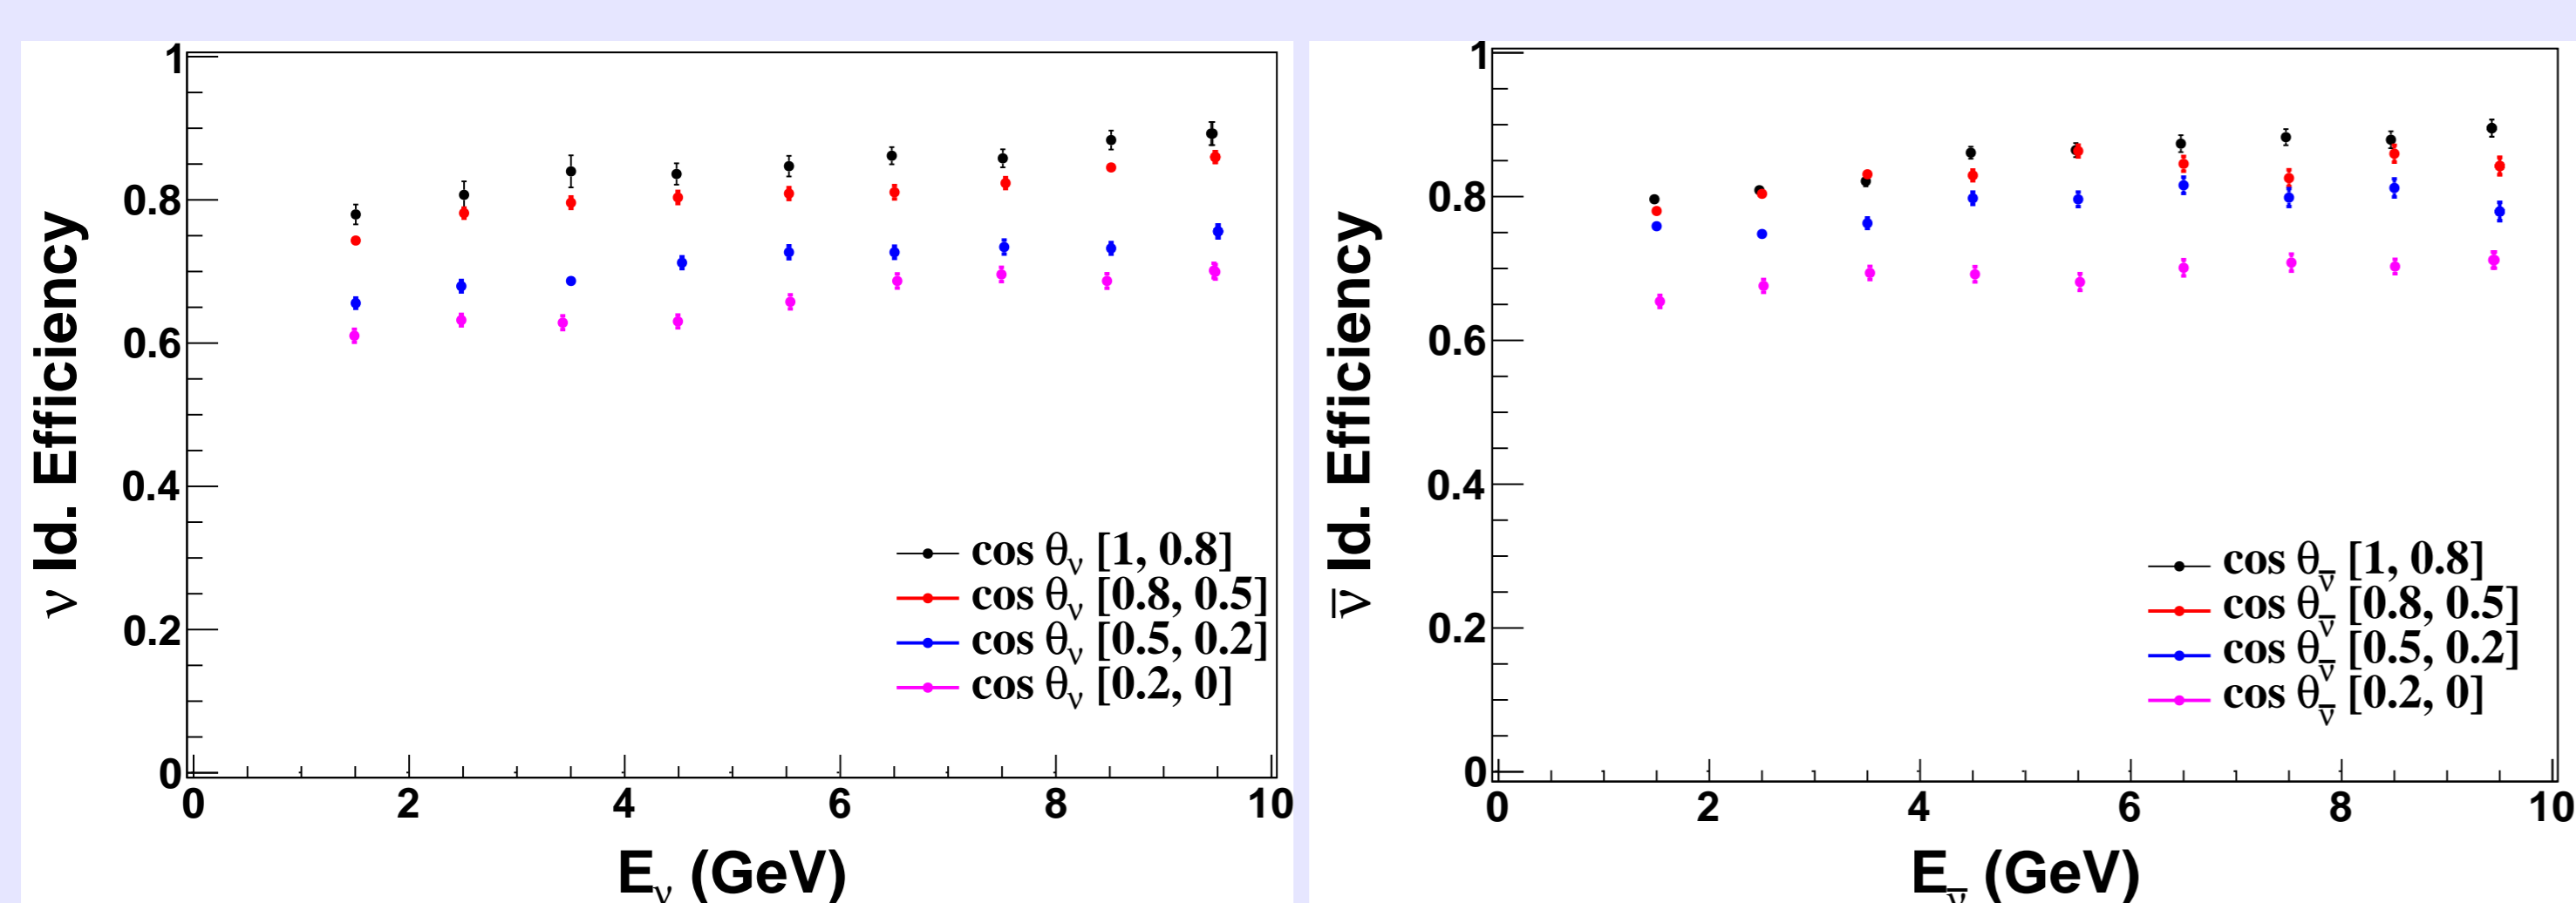 1
0.8
0.6
0.4
0.2
0
0 2 4 6 8 10
ν Id. Efficiency
E_ν (GeV)
cos θ_ν [1, 0.8]
cos θ_ν [0.8, 0.5]
cos θ_ν [0.5, 0.2]
cos θ_ν [0.2, 0]
1
0.8
0.6
0.4
0.2
0
0 2 4 6 8 10
ν̅ Id. Efficiency
E_ν̅ (GeV)
cos θ_ν̅ [1, 0.8]
cos θ_ν̅ [0.8, 0.5]
cos θ_ν̅ [0.5, 0.2]
cos θ_ν̅ [0.2, 0]